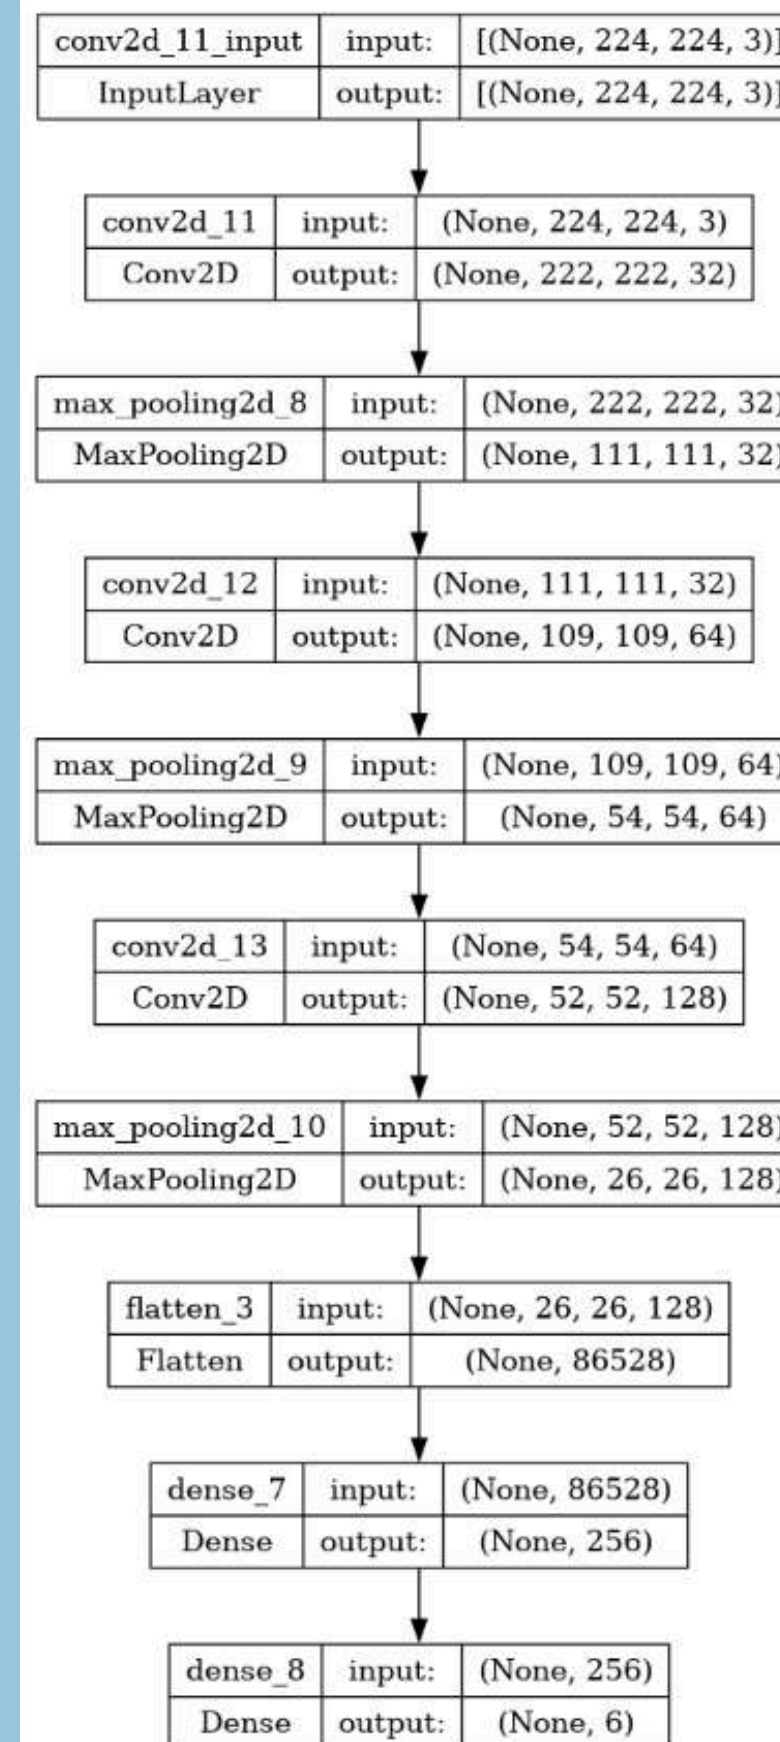 conv2d_11_input input: [(None, 224, 224, 3)]
InputLayer output: [(None, 224, 224, 3)]
conv2d_11 input: (None, 224, 224, 3)
Conv2D output: (None, 222, 222, 32)
max_pooling2d_8 input: (None, 222, 222, 32)
MaxPooling2D output: (None, 111, 111, 32)
conv2d_12 input: (None, 111, 111, 32)
Conv2D output: (None, 109, 109, 64)
max_pooling2d_9 input: (None, 109, 109, 64)
MaxPooling2D output: (None, 54, 54, 64)
conv2d_13 input: (None, 54, 54, 64)
Conv2D output: (None, 52, 52, 128)
max_pooling2d_10 input: (None, 52, 52, 128)
MaxPooling2D output: (None, 26, 26, 128)
flatten_3 input: (None, 26, 26, 128)
Flatten output: (None, 86528)
dense_7 input: (None, 86528)
Dense output: (None, 256)
dense_8 input: (None, 256)
Dense output: (None, 6)